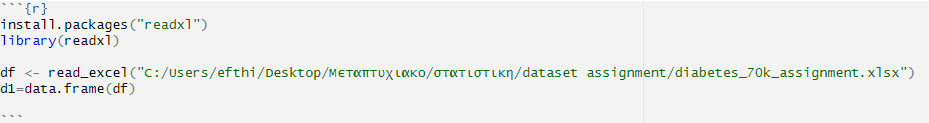 ```{r}
install.packages("readxl")
library(readxl)
df <- read_excel("C:/Users/efthi/Desktop/Μεταπτυχιακο/στατιστικη/dataset assignment/diabetes_70k_assignment.xlsx")
d1=data.frame(df)
```